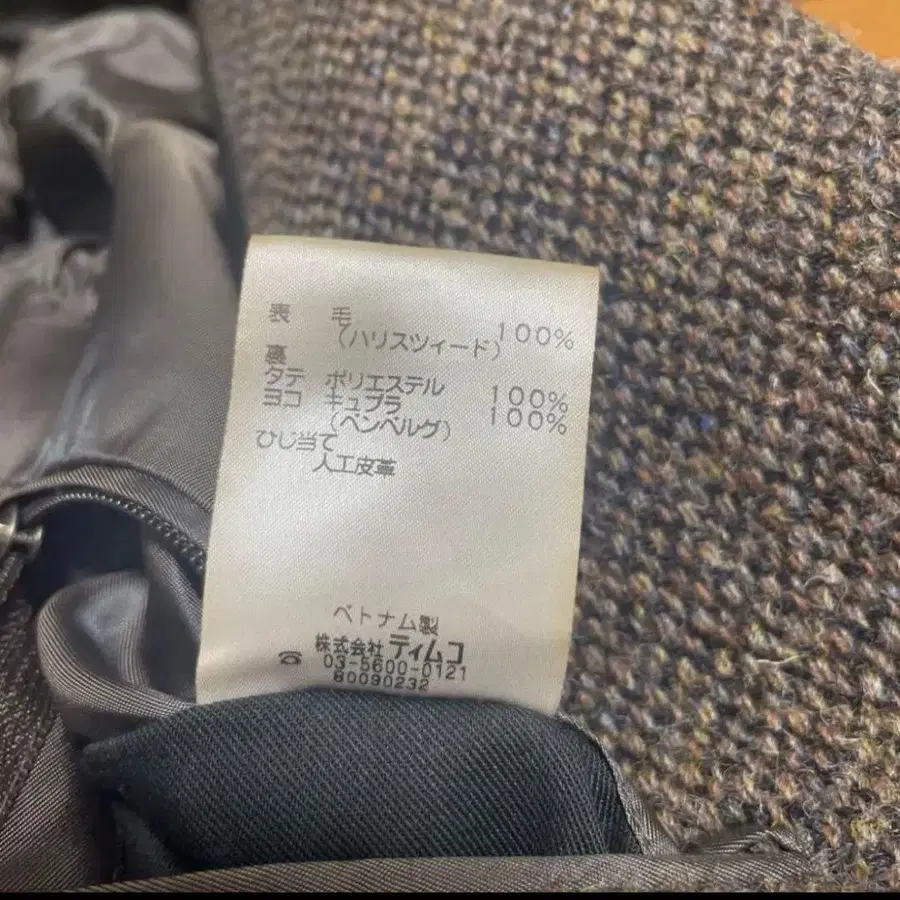 表 毛 100%
(ハリスツィード)
裏
タテ ポリエステル 100%
ヨコ キュプラ 100%
(ベンベルグ)
ひじ当て
人工皮革
ベトナム製
株式会社 ティムコ
☎ 03-5600-0121
80090232